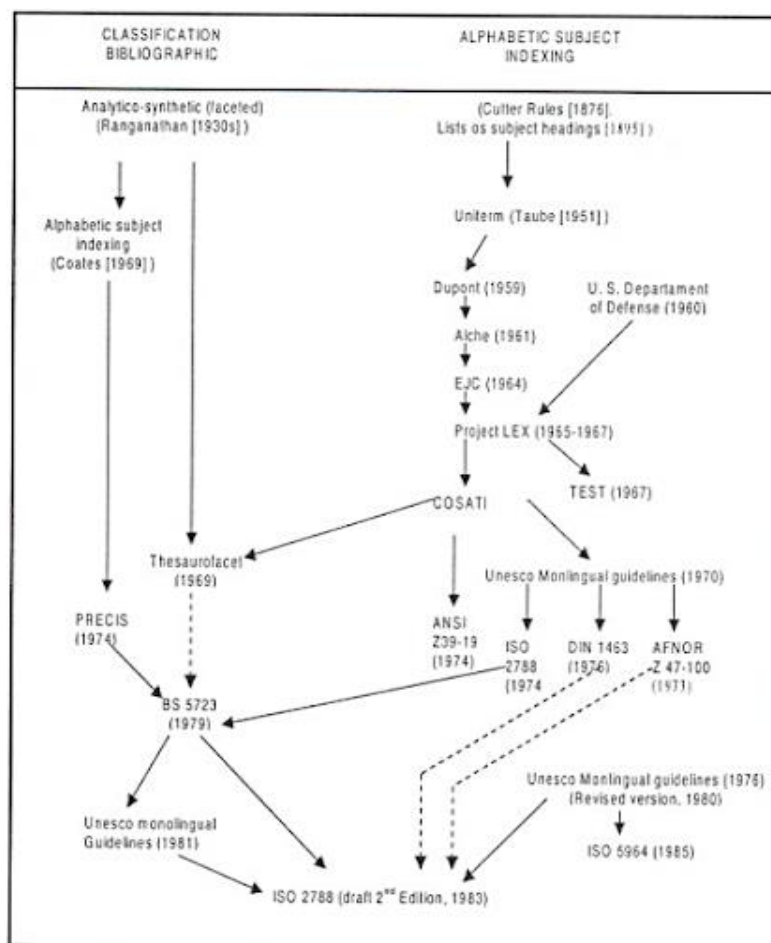 CLASSIFICATION
BIBLIOGRAPHIC
ALPHABETIC SUBJECT
INDEXING
Analytico-synthetic (faceted)
(Ranganathan [1930s] )
(Cutter Rules [1876].
Lists os subject headings [1895] )
Uniterm (Taube [1951] )
Alphabetic subject
indexing
(Coates [1969] )
Dupont (1959)
U. S. Departament
of Defense (1960)
Aiche (1961)
EJC (1964)
Project LEX (1965-1967)
TEST (1967)
COSATI
Thesaurofacet
(1969)
Unesco Monlingual guidelines (1970)
PRECIS
(1974)
ANSI
Z39-19
(1974)
ISO
2788
(1974
DIN 1463
(1976)
AFNOR
Z 47-100
BS 5723
(1979)
Unesco Monlingual guidelines (1976)
(Revised version, 1980)
Unesco monolingual
Guidelines (1981)
ISO 5964 (1985)
ISO 2788 (draft 2nd Edition, 1983)